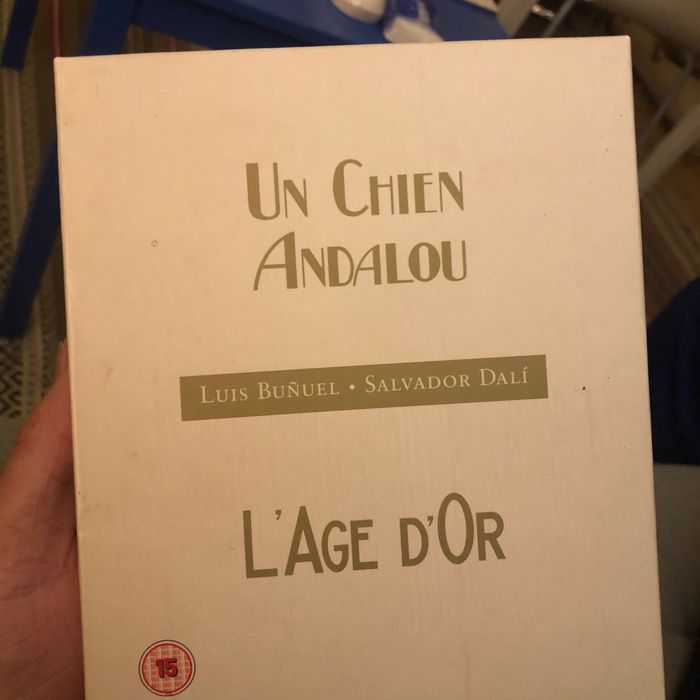 UN CHIEN
ANDALOU
LUIS BUÑUEL • SALVADOR DALÍ
L'AGE D'OR
15